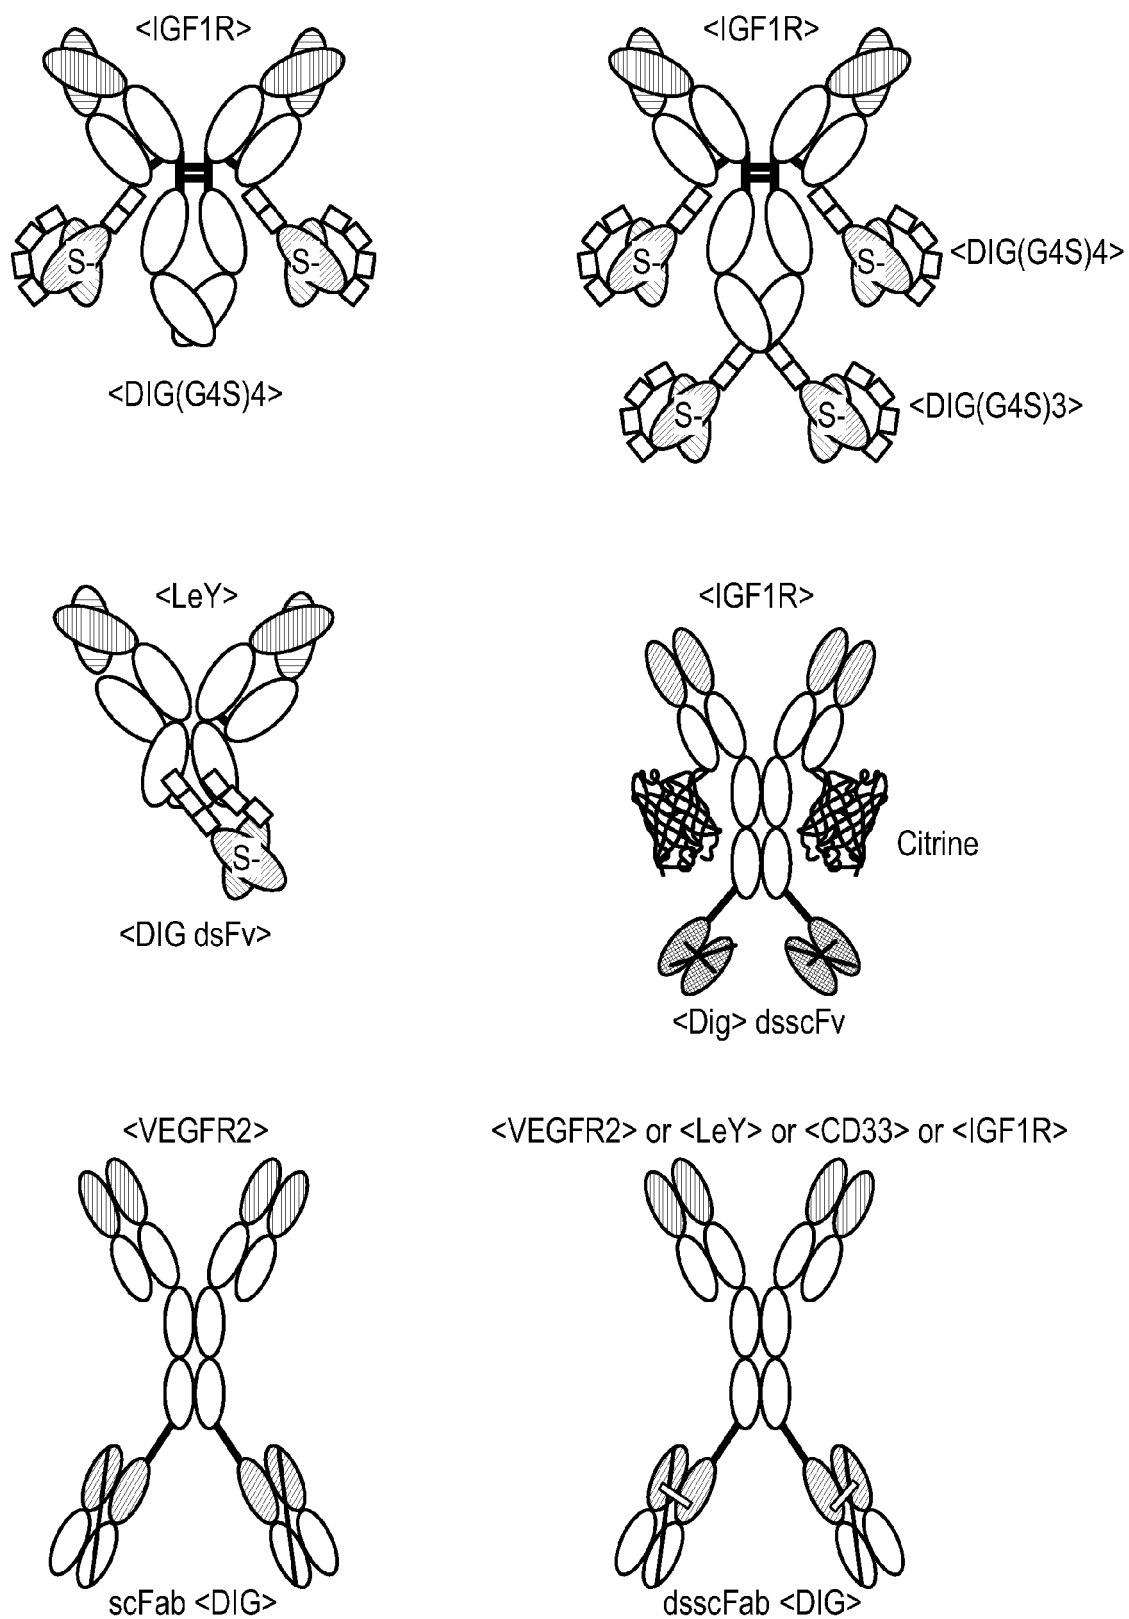 <IGF1R>
<IGF1R>
S-
S-
S-
S-
<DIG(G4S)4>
<DIG(G4S)4>
S-
S-
<DIG(G4S)3>
<LeY>
<IGF1R>
S-
Citrine
<DIG dsFv>
<Dig> dsscFv
<VEGFR2>
<VEGFR2> or <LeY> or <CD33> or <IGF1R>
scFab <DIG>
dsscFab <DIG>